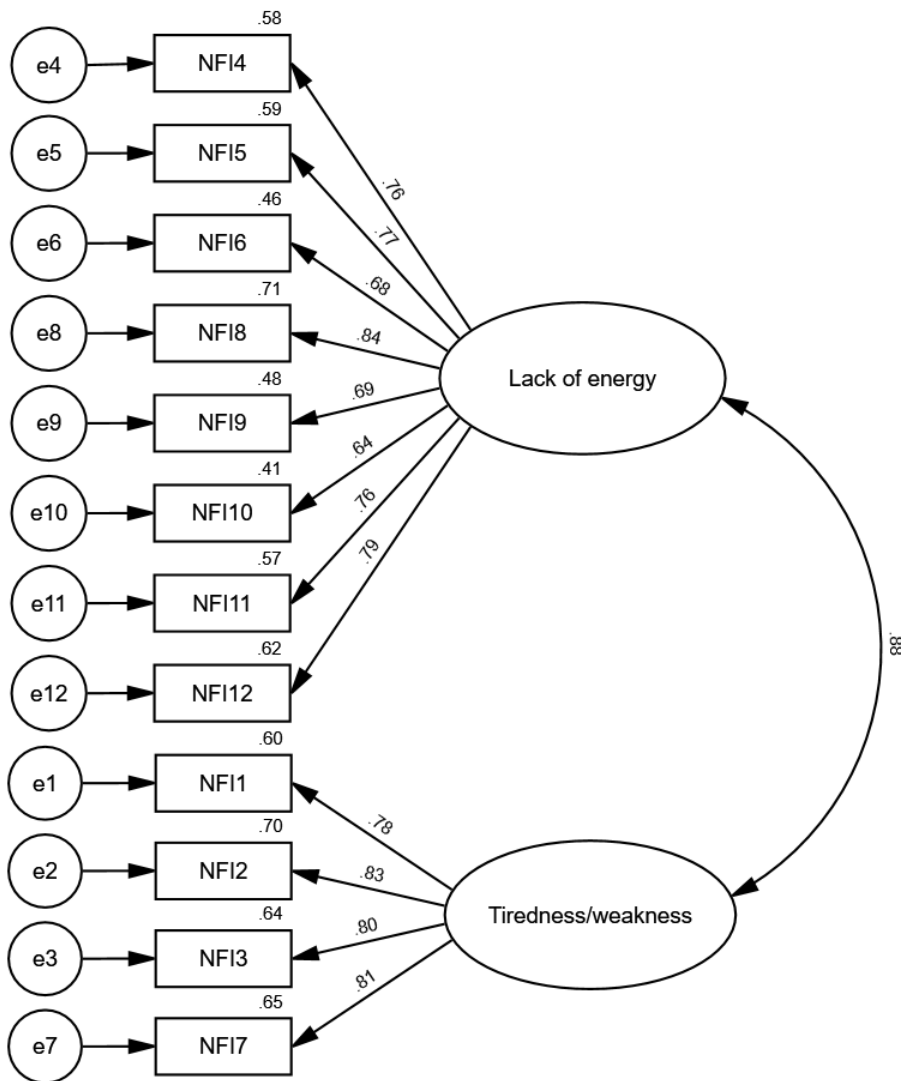 .58
e4
NFI4
.59
e5
NFI5
.76
.46
e6
NFI6
.77
.68
.71
e8
NFI8
.84
Lack of energy
.48
e9
NFI9
.69
.41
e10
NFI10
.64
.57
e11
NFI11
.76
.62
e12
NFI12
.79
.88
.60
e1
NFI1
.78
.70
e2
NFI2
.83
.64
e3
NFI3
.80
Tiredness/weakness
.65
e7
NFI7
.81